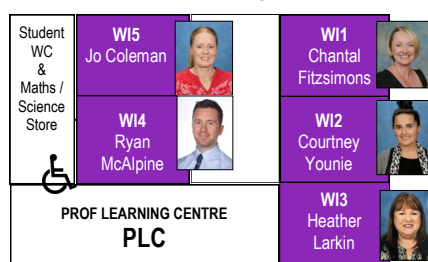 Student
WC
&
Maths /
Science
Store
WI5
Jo Coleman
WI4
Ryan
McAlpine
WI1
Chantal
Fitzsimons
WI2
Courtney
Younie
WI3
Heather
Larkin
PROF LEARNING CENTRE
PLC